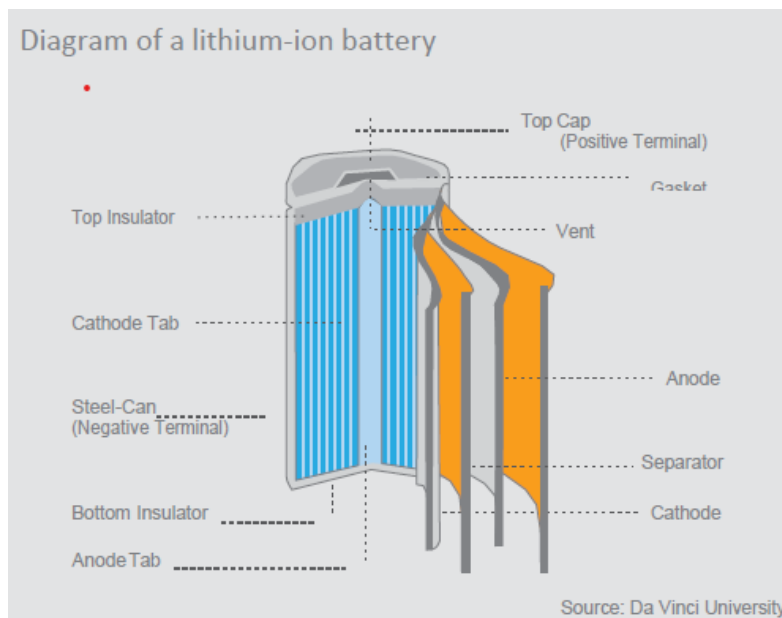 Diagram of a lithium-ion battery
Top Cap
(Positive Terminal)
Gasket
Top Insulator
Vent
Cathode Tab
Anode
Steel-Can
(Negative Terminal)
Separator
Bottom Insulator
Cathode
Anode Tab
Source: Da Vinci University